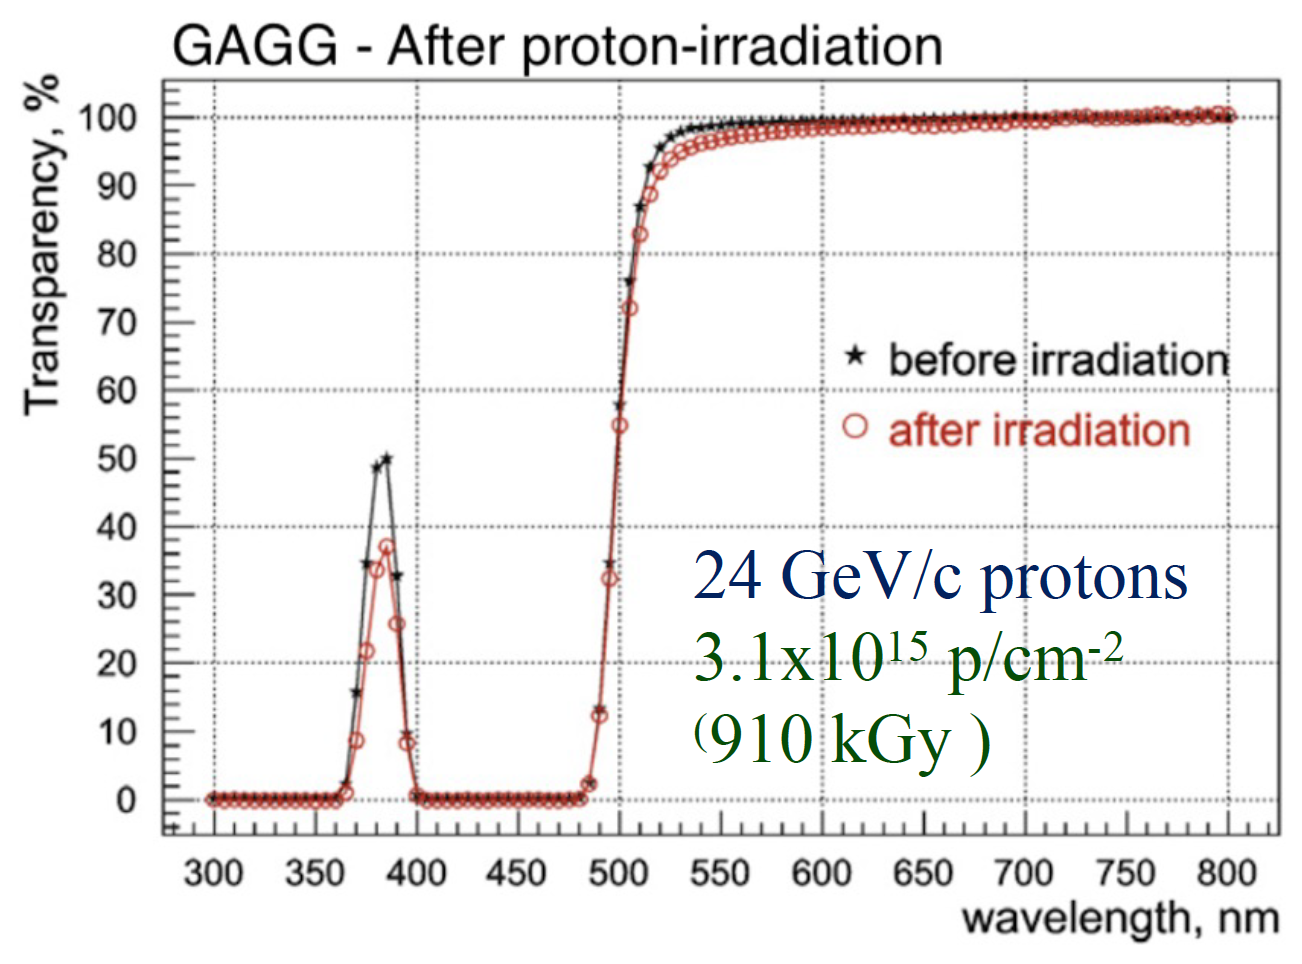 GAGG - After proton-irradiation
Transparency, %
100
90
80
70
60
50
40
30
20
10
0
★ before irradiation
○ after irradiation
24 GeV/c protons
3.1x10¹⁵ p/cm⁻²
(910 kGy )
300 350 400 450 500 550 600 650 700 750 800
wavelength, nm